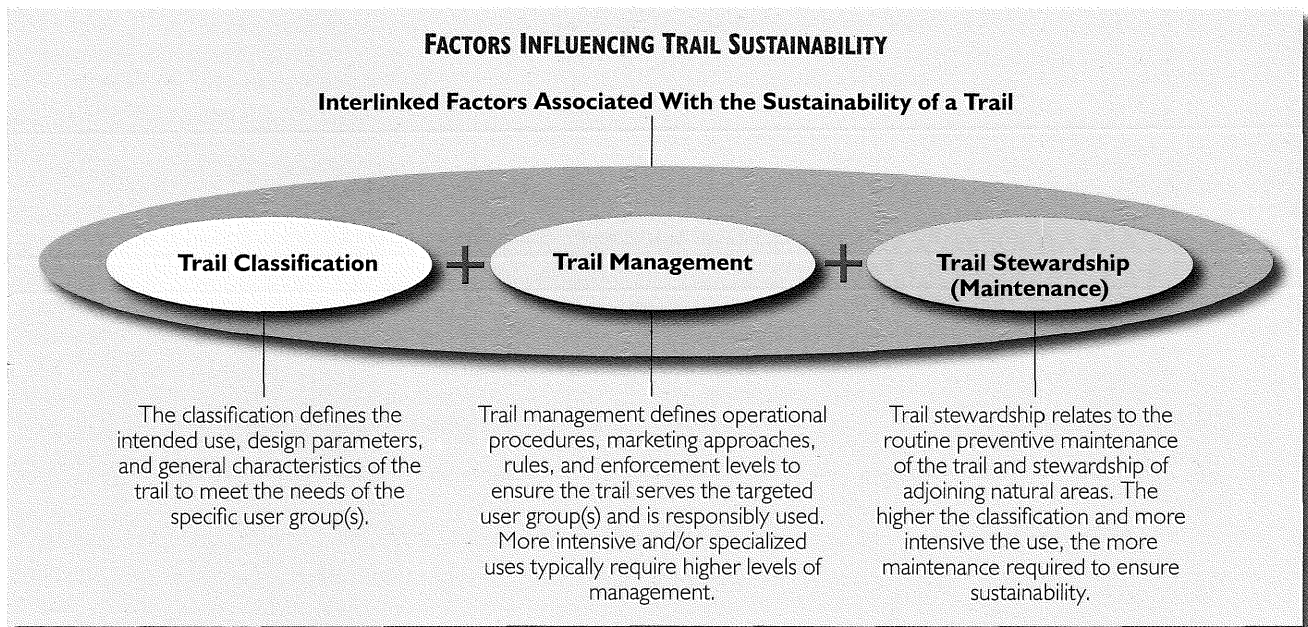 FACTORS INFLUENCING TRAIL SUSTAINABILITY
Interlinked Factors Associated With the Sustainability of a Trail
Trail Classification
+
Trail Management
+
Trail Stewardship
(Maintenance)
The classification defines the
intended use, design parameters,
and general characteristics of the
trail to meet the needs of the
specific user group(s).
Trail management defines operational
procedures, marketing approaches,
rules, and enforcement levels to
ensure the trail serves the targeted
user group(s) and is responsibly used.
More intensive and/or specialized
uses typically require higher levels of
management.
Trail stewardship relates to the
routine preventive maintenance
of the trail and stewardship of
adjoining natural areas. The
higher the classification and more
intensive the use, the more
maintenance required to ensure
sustainability.